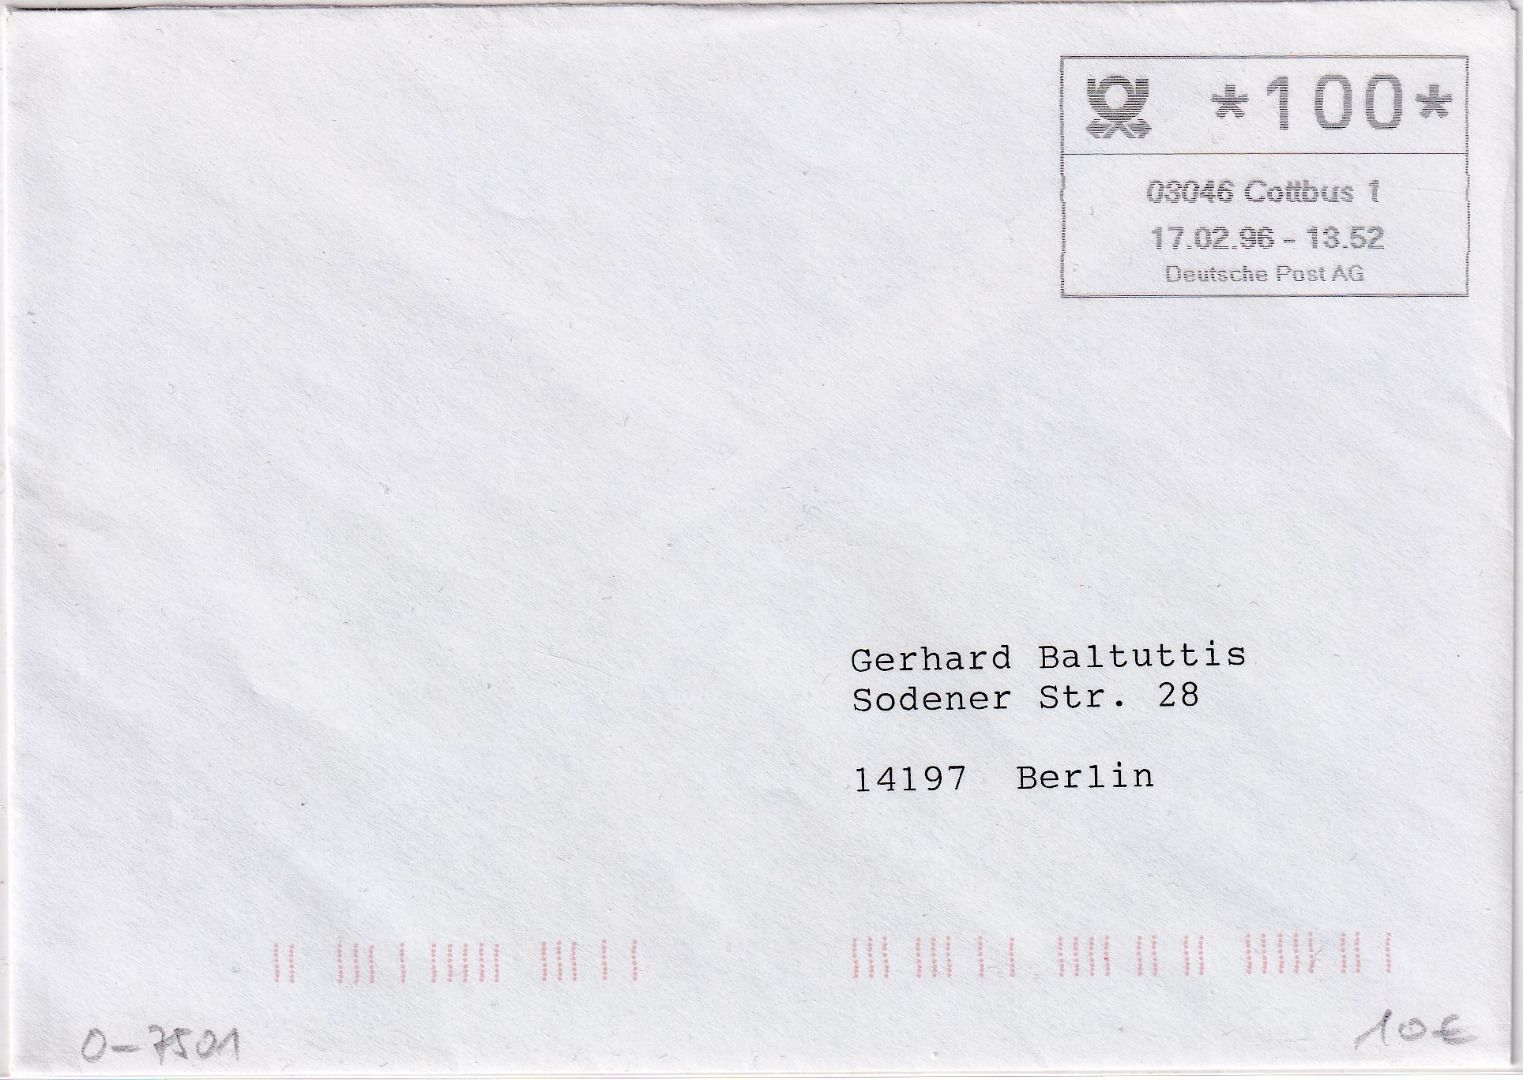 *100*
03046 Cottbus 1
17.02.96 - 13.52
Deutsche Post AG
Gerhard Baltuttis
Sodener Str. 28
14197 Berlin
0-7501
10€